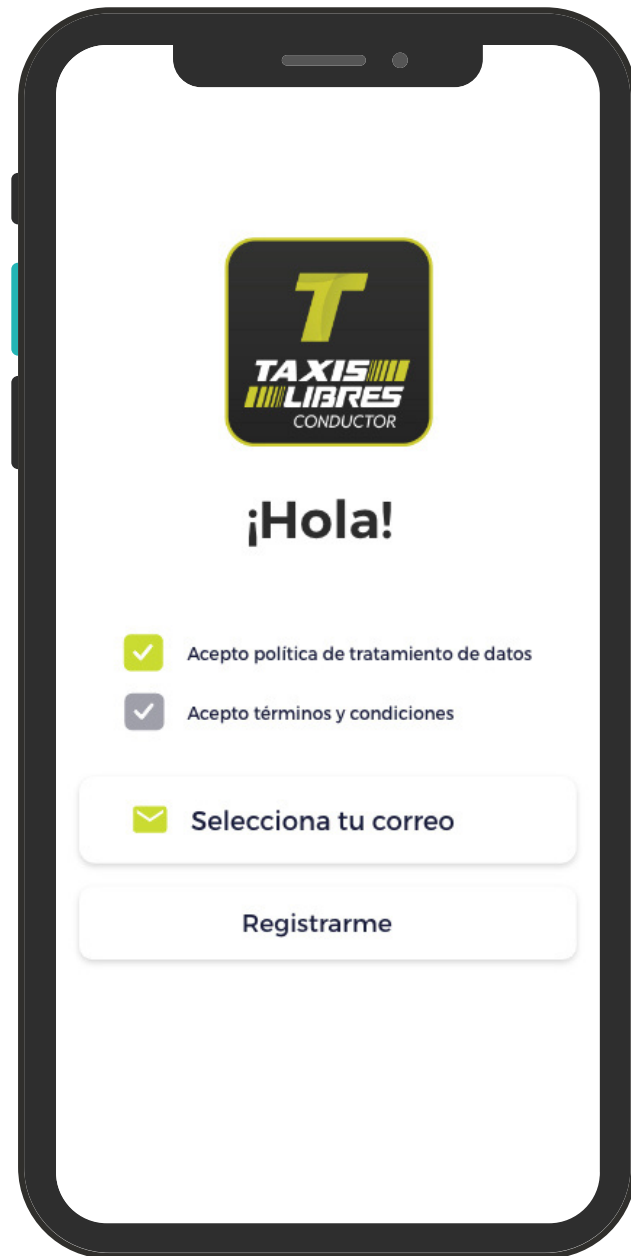 T
TAXIS
LIBRES
CONDUCTOR
¡Hola!
Acepto política de tratamiento de datos
Acepto términos y condiciones
Selecciona tu correo
Registrarme